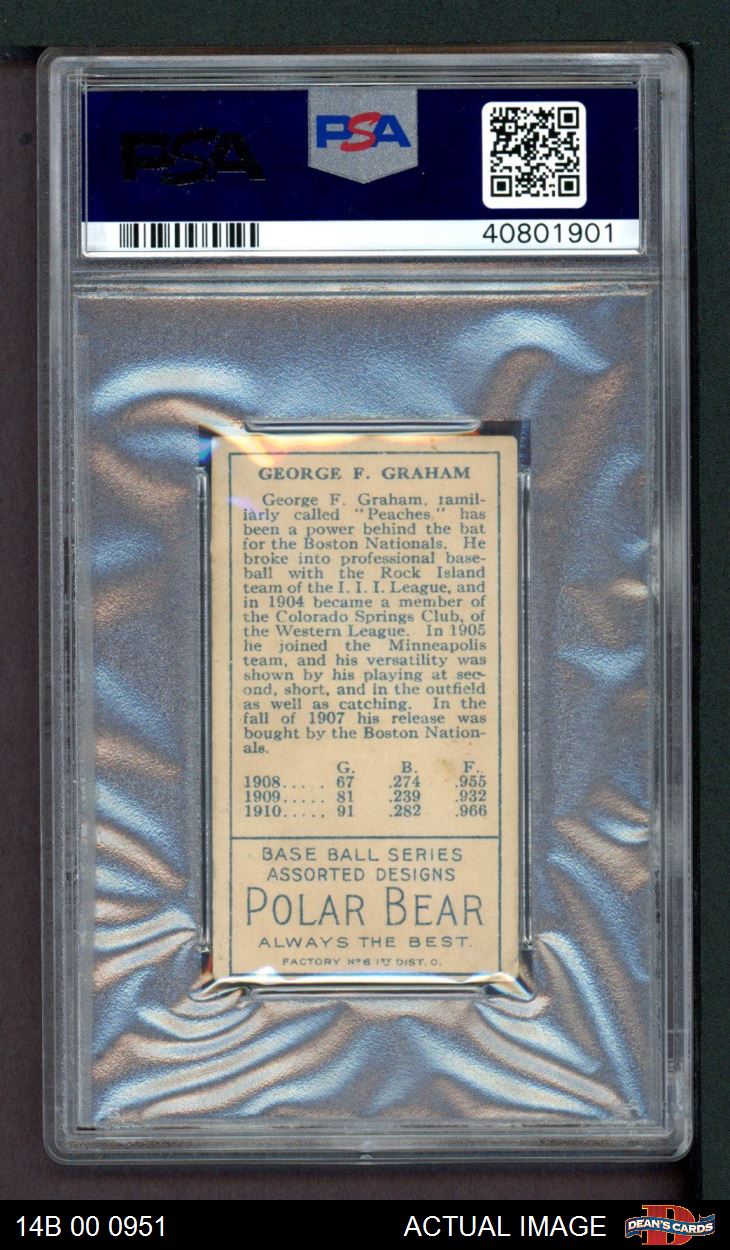 PSA PSA
40801901
GEORGE F. GRAHAM
George F. Graham, famil-
iarly called "Peaches," has
been a power behind the bat
for the Boston Nationals. He
broke into professional base-
ball with the Rock Island
team of the I. I. I. League, and
in 1904 became a member of
the Colorado Springs Club, of
the Western League. In 1905
he joined the Minneapolis
team, and his versatility was
shown by his playing at sec-
ond, short, and in the outfield
as well as catching. In the
fall of 1907 his release was
bought by the Boston Nation-
als.
G. B. F.
1908..... 67 .274 .955
1909..... 81 .239 .932
1910..... 91 .282 .966
BASE BALL SERIES
ASSORTED DESIGNS
POLAR BEAR
ALWAYS THE BEST.
FACTORY Nº 6 1ST DIST. O.
14B 00 0951 ACTUAL IMAGE DEAN'S CARDS